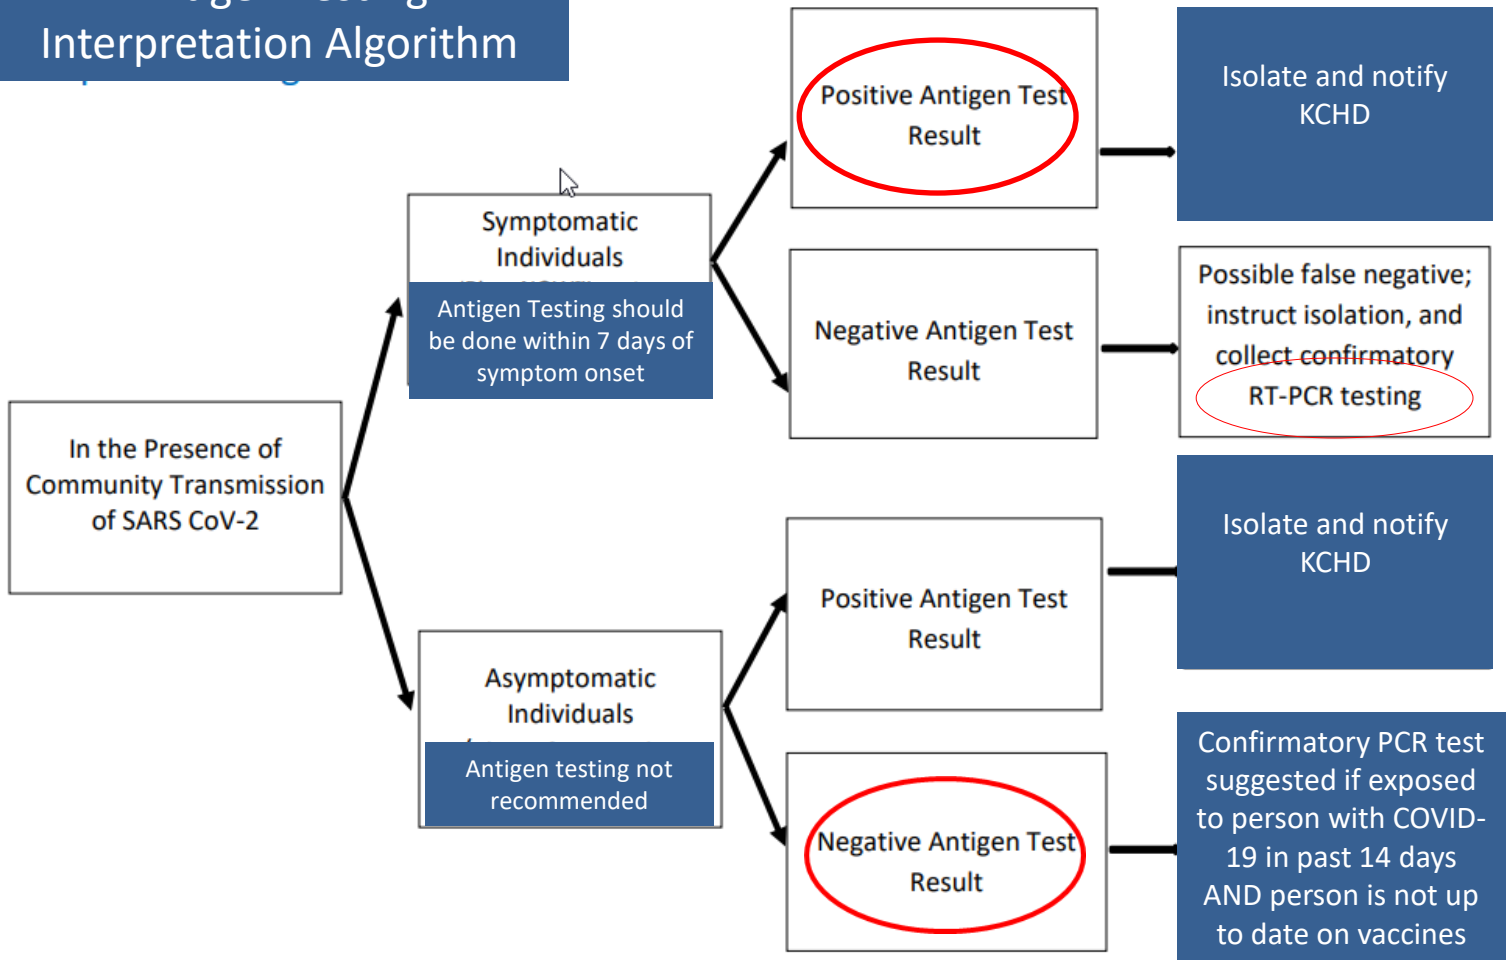 Interpretation Algorithm
Positive Antigen Test
Result
Isolate and notify
KCHD
Symptomatic
Individuals
Antigen Testing should
be done within 7 days of
symptom onset
Negative Antigen Test
Result
Possible false negative;
instruct isolation, and
collect confirmatory
RT-PCR testing
In the Presence of
Community Transmission
of SARS CoV-2
Positive Antigen Test
Result
Isolate and notify
KCHD
Asymptomatic
Individuals
Antigen testing not
recommended
Negative Antigen Test
Result
Confirmatory PCR test
suggested if exposed
to person with COVID-
19 in past 14 days
AND person is not up
to date on vaccines